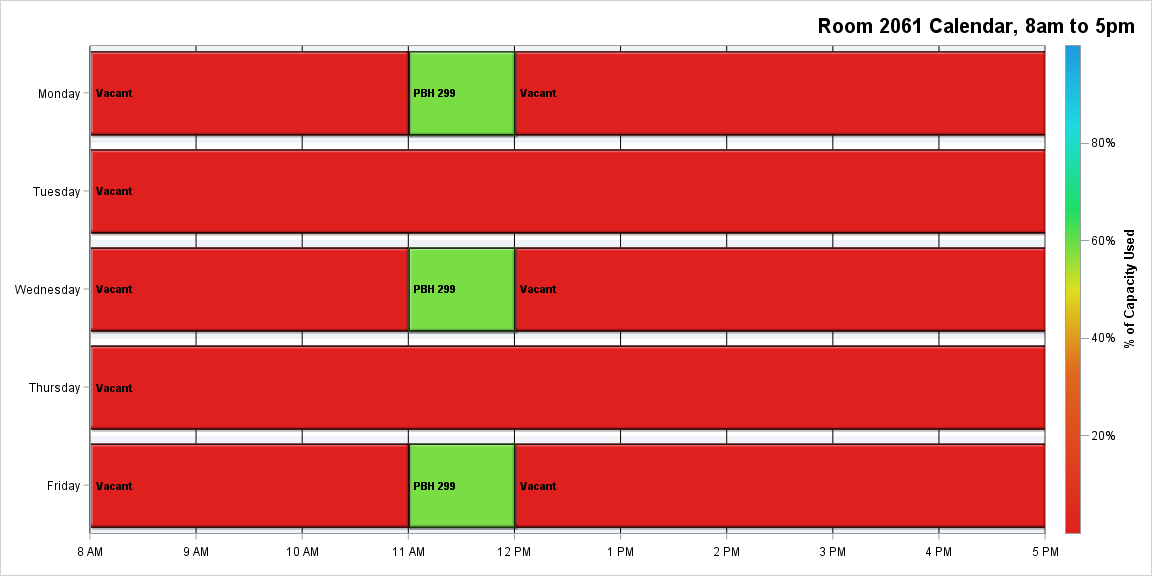 Room 2061 Calendar, 8am to 5pm
Monday
Vacant
PBH 299
Vacant
Tuesday
Vacant
Wednesday
Vacant
PBH 299
Vacant
Thursday
Vacant
Friday
Vacant
PBH 299
Vacant
8 AM
9 AM
10 AM
11 AM
12 PM
1 PM
2 PM
3 PM
4 PM
5 PM
80%
60%
40%
20%
% of Capacity Used